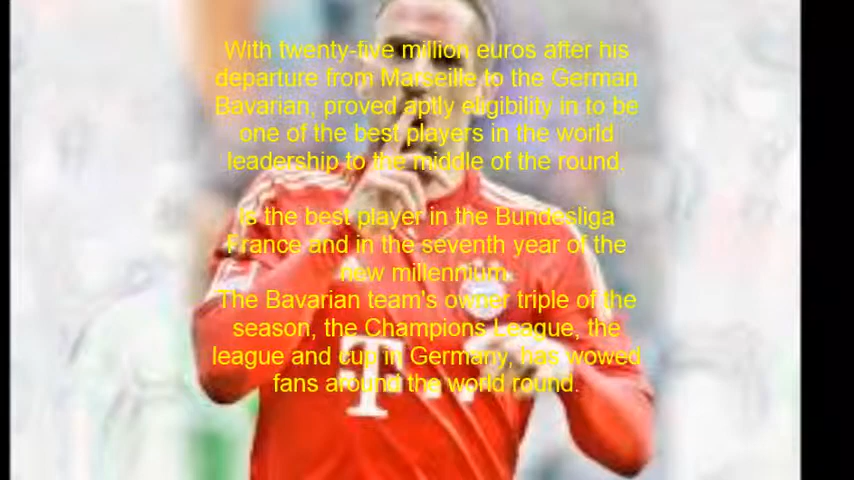 With twenty-five million euros after his
departure from Marseille to the German
Bavarian, proved aptly eligibility in to be
one of the best players in the world
leadership to the middle of the round.
Is the best player in the Bundesliga
France and in the seventh year of the
new millennium.
The Bavarian team's owner triple of the
season, the Champions League, the
league and cup in Germany, has wowed
fans around the world round.
T